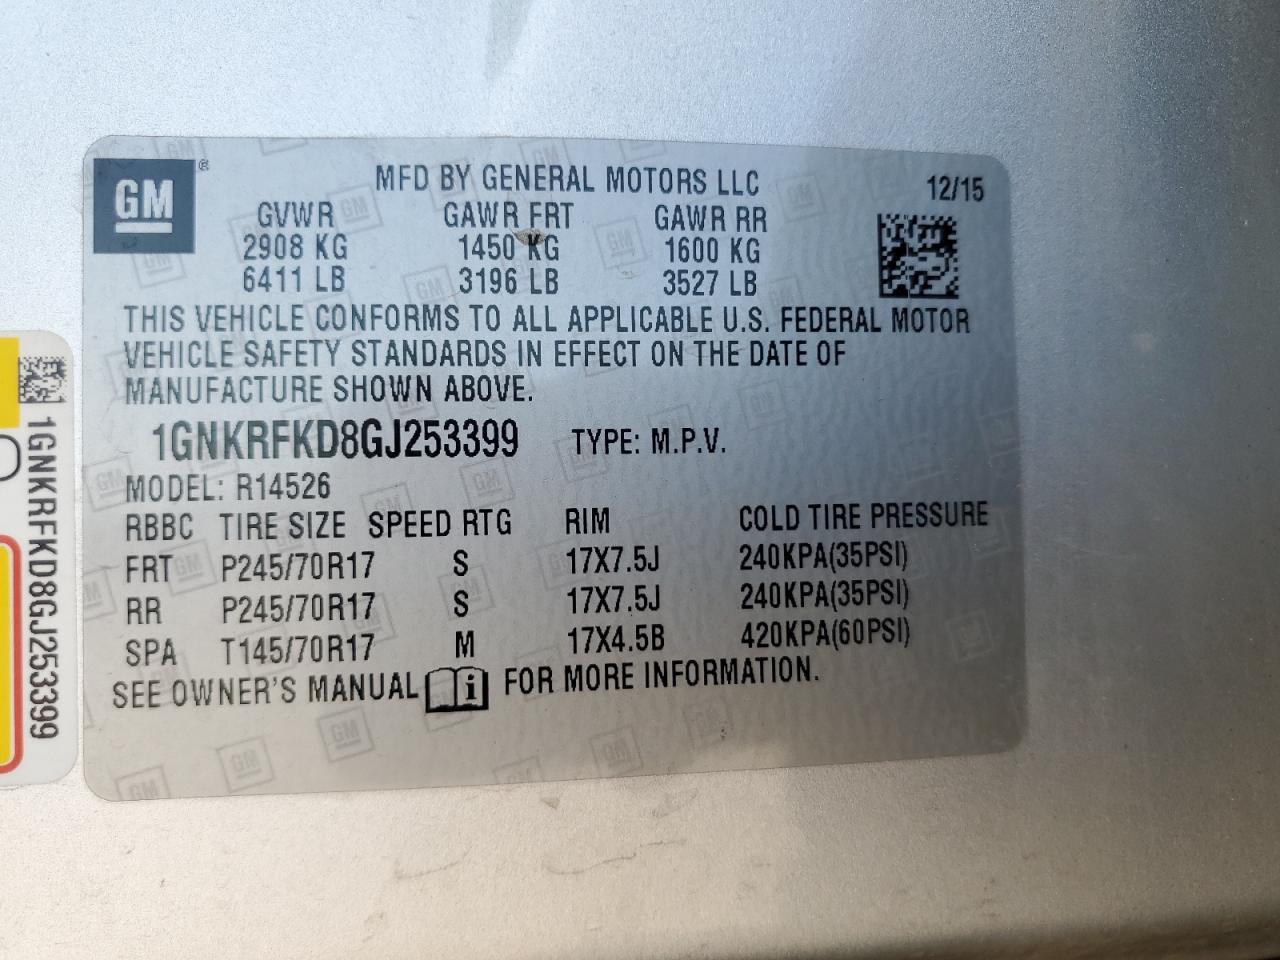 GM ®
MFD BY GENERAL MOTORS LLC
12/15
GVWR GAWR FRT GAWR RR
2908 KG 1450 KG 1600 KG
6411 LB 3196 LB 3527 LB
THIS VEHICLE CONFORMS TO ALL APPLICABLE U.S. FEDERAL MOTOR
VEHICLE SAFETY STANDARDS IN EFFECT ON THE DATE OF
MANUFACTURE SHOWN ABOVE.
1GNKRFKD8GJ253399 TYPE: M.P.V.
MODEL: R14526
RBBC TIRE SIZE SPEED RTG RIM COLD TIRE PRESSURE
FRT P245/70R17 S 17X7.5J 240KPA(35PSI)
RR P245/70R17 S 17X7.5J 240KPA(35PSI)
SPA T145/70R17 M 17X4.5B 420KPA(60PSI)
SEE OWNER'S MANUAL i FOR MORE INFORMATION.
1GNKRFKD8GJ253399